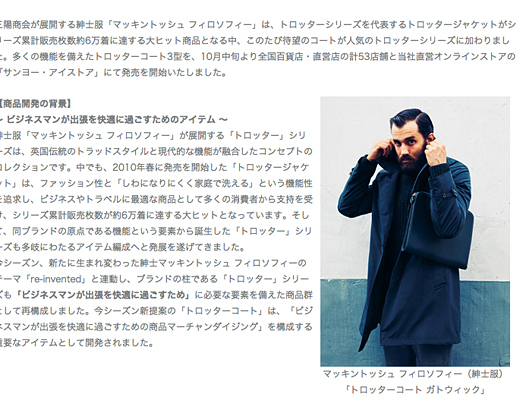 三陽商会が展開する紳士服「マッキントッシュ フィロソフィー」は、トロッターシリーズを代表するトロッタージャケットがシ
リーズ累計販売枚数約6万着に達する大ヒット商品となる中、このたび待望のコートが人気のトロッターシリーズに加わりまし
た。多くの機能を備えたトロッターコート3型を、10月中旬より全国百貨店・直営店の計53店舗と当社直営オンラインストアの
「サンヨー・アイストア」にて発売を開始いたしました。
【商品開発の背景】
～ ビジネスマンが出張を快適に過ごすためのアイテム ～
紳士服「マッキントッシュ フィロソフィー」が展開する「トロッター」シリ
ーズは、英国伝統のトラッドスタイルと現代的な機能が融合したコンセプトの
コレクションです。中でも、2010年春に発売を開始した「トロッタージャケ
ット」は、ファッション性と「しわになりにくく家庭で洗える」という機能性
を追求し、ビジネスやトラベルに最適な商品として多くの消費者から支持を受
け、シリーズ累計販売枚数が約6万着に達する大ヒットとなっています。そし
て、同ブランドの原点である機能という要素から誕生した「トロッター」シリ
ーズも多岐にわたるアイテム編成へと発展を遂げてきました。
今シーズン、新たに生まれ変わった紳士マッキントッシュ フィロソフィーの
テーマ「re-invented」と連動し、ブランドの柱である「トロッター」シリー
ズも「ビジネスマンが出張を快適に過ごすため」に必要な要素を備えた商品群
として再構成しました。今シーズン新提案の「トロッターコート」は、「ビジ
ネスマンが出張を快適に過ごすための商品マーチャンダイジング」を構成する
重要なアイテムとして開発されました。
マッキントッシュ フィロソフィー（紳士服）
「トロッターコート ガトウィック」